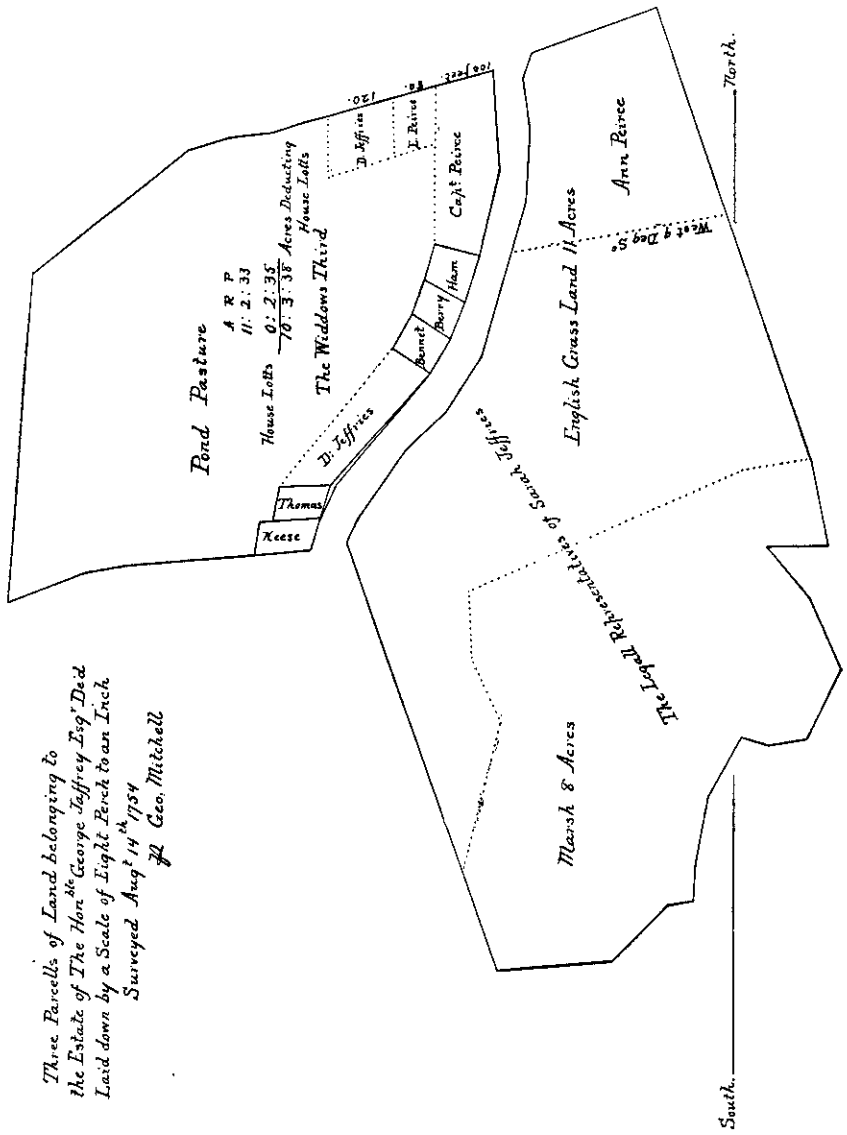 Three Parcells of Land belonging to
the Estate of The Honble George Jaffrey Esqr Decd
Laid down by a Scale of Eight Perch to an Inch
Surveyed Augt 14th 1754
Geo, Mitchell
Pond Pasture
A R P
11: 2: 33
House Lotts 0: 2: 35
10: 3: 38 Acres Deducting
House Lotts
The Widdows Third
D. Jeffries
120.
I. Peirce
80.
108 feet.
Capt. Peirce
Ham
Berry
Bennet
D: Jeffries
Thomas
Keese
English Grass Land 11 Acres
Ann Peirce
West 9 Deg So
The Legall Representatives of Sarah Jeffries
Marsh 8 Acres
South.
North.